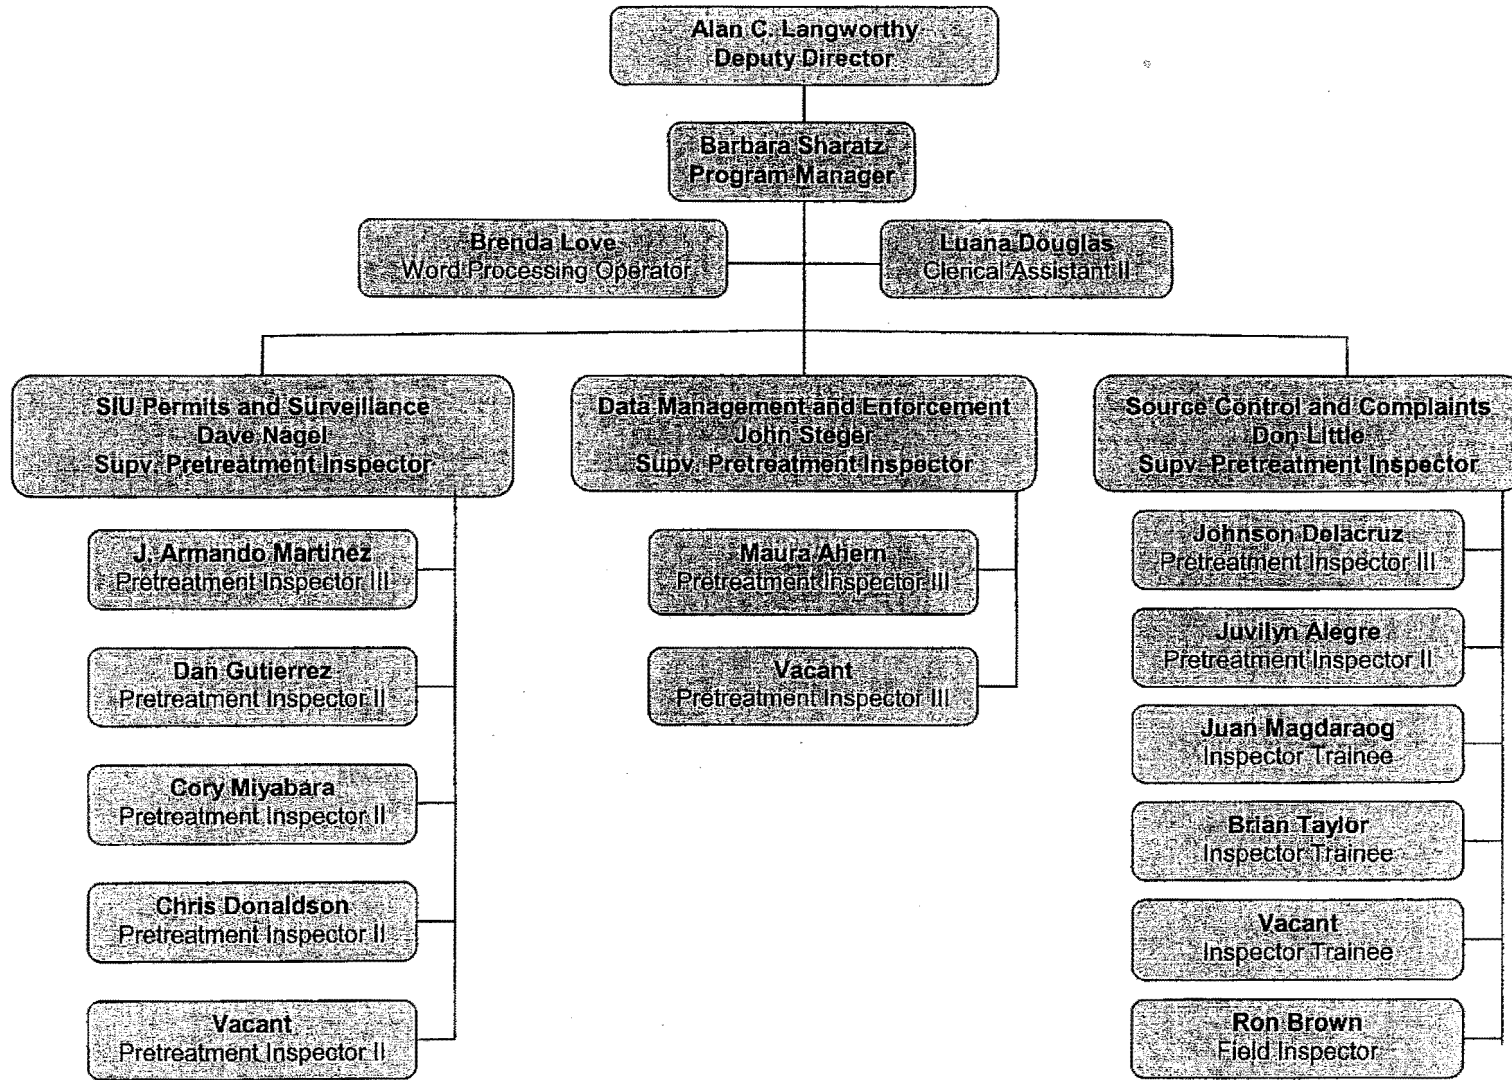 Alan C. Langworthy
Deputy Director
Barbara Sharatz
Program Manager
Brenda Love
Word Processing Operator
Luana Douglas
Clerical Assistant II
SIU Permits and Surveillance
Dave Nagel
Supv. Pretreatment Inspector
J. Armando Martinez
Pretreatment Inspector III
Dan Gutierrez
Pretreatment Inspector II
Cory Miyabara
Pretreatment Inspector II
Chris Donaldson
Pretreatment Inspector II
Vacant
Pretreatment Inspector II
Data Management and Enforcement
John Steger
Supv. Pretreatment Inspector
Maura Ahern
Pretreatment Inspector III
Vacant
Pretreatment Inspector III
Source Control and Complaints
Don Little
Supv. Pretreatment Inspector
Johnson Delacruz
Pretreatment Inspector III
Juvilyn Alegre
Pretreatment Inspector II
Juan Magdaraog
Inspector Trainee
Brian Taylor
Inspector Trainee
Vacant
Inspector Trainee
Ron Brown
Field Inspector